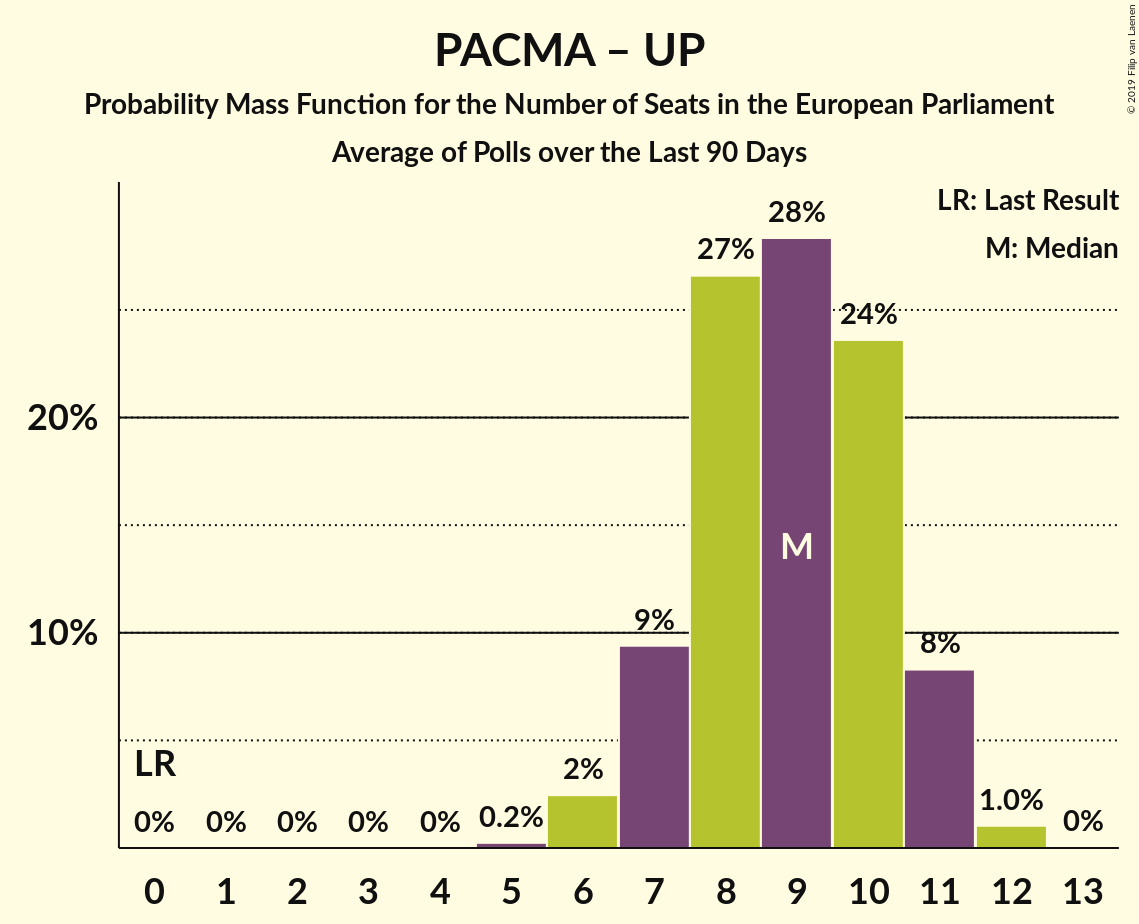 PACMA – UP
Probability Mass Function for the Number of Seats in the European Parliament
Average of Polls over the Last 90 Days
© 2019 Filip van Laenen
LR: Last Result
M: Median
28%
27%
24%
20%
M
10%
9%
8%
LR
2%
0% 0% 0% 0% 0% 0.2% 1.0% 0%
0 1 2 3 4 5 6 7 8 9 10 11 12 13